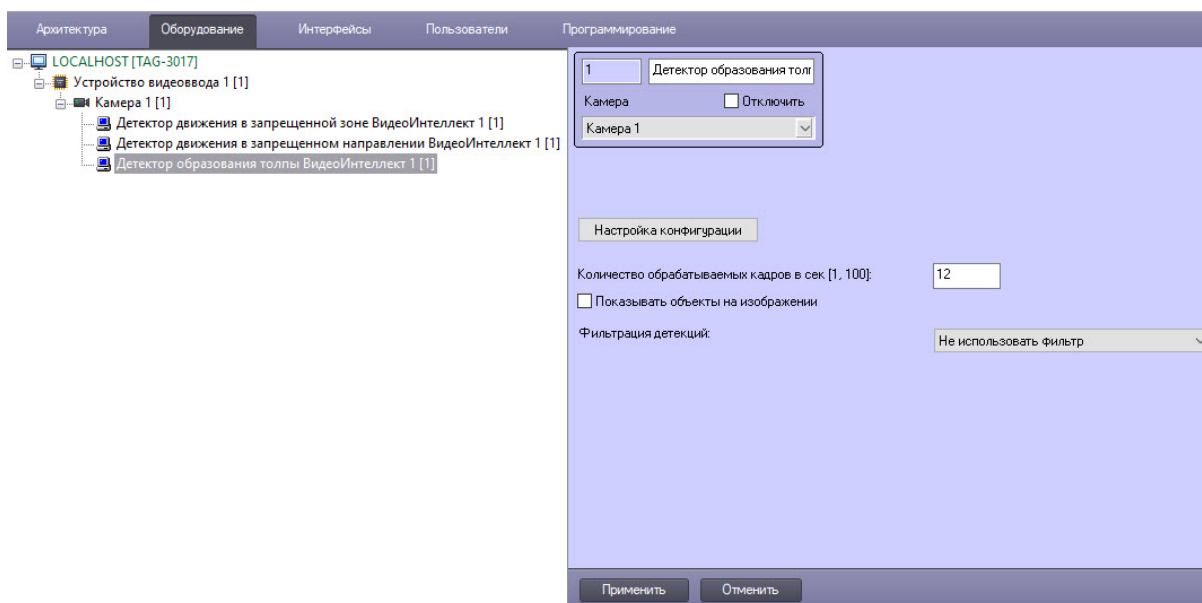 Архитектура Оборудование Интерфейсы Пользователи Программирование
LOCALHOST [TAG-3017]
Устройство видеоввода 1 [1]
Камера 1 [1]
Детектор движения в запрещенной зоне ВидеоИнтеллект 1 [1]
Детектор движения в запрещенном направлении ВидеоИнтеллект 1 [1]
Детектор образования толпы ВидеоИнтеллект 1 [1]
1 Детектор образования толп
Камера Отключить
Камера 1
Настройка конфигурации
Количество обрабатываемых кадров в сек [1, 100]: 12
Показывать объекты на изображении
Фильтрация детекций: Не использовать фильтр
Применить Отменить